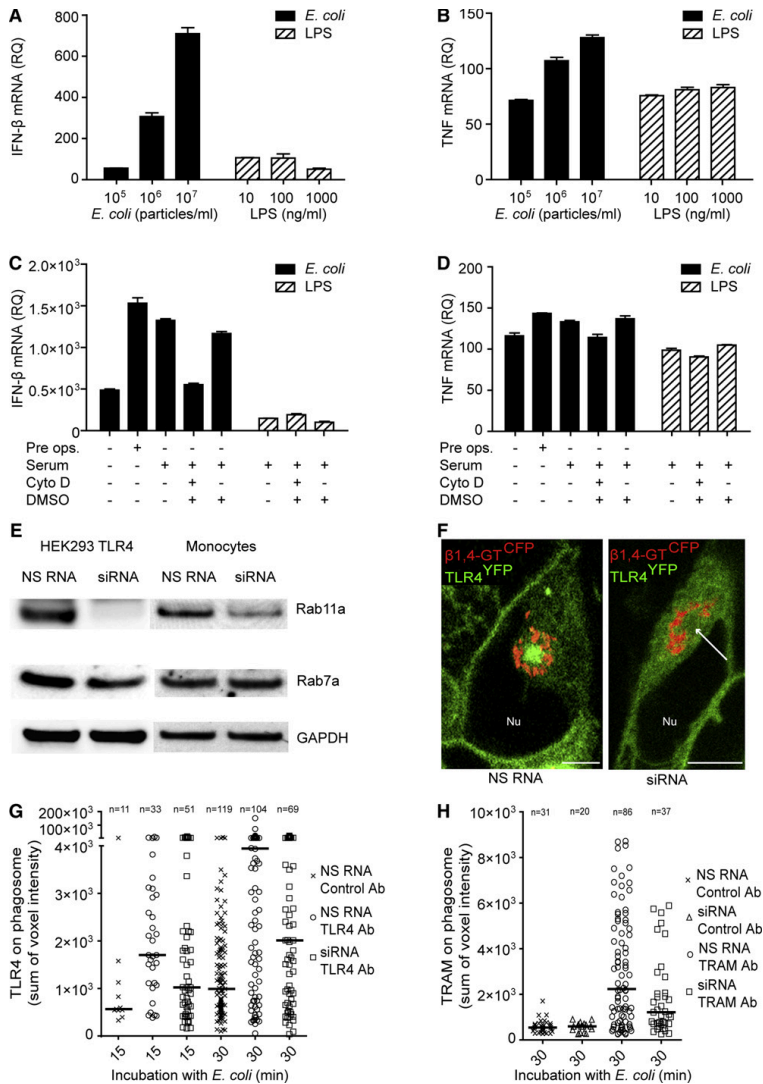 A
IFN-β mRNA (RQ)
800
600
400
200
0
E. coli
LPS
10⁵ 10⁶ 10⁷ 10 100 1000
E. coli (particles/ml) LPS (ng/ml)
B
TNF mRNA (RQ)
150
100
50
0
E. coli
LPS
10⁵ 10⁶ 10⁷ 10 100 1000
E. coli (particles/ml) LPS (ng/ml)
C
IFN-β mRNA (RQ)
2.0×10³
1.5×10³
1.0×10³
0.5×10³
0
E. coli
LPS
Pre ops. - + - - - - - -
Serum - - + + + + + +
Cyto D - - - + - - + -
DMSO - - - + + - + +
D
TNF mRNA (RQ)
200
150
100
50
0
E. coli
LPS
Pre ops. - + - - - - - -
Serum - - + + + + + +
Cyto D - - - + - - + -
DMSO - - - + + - + +
E
HEK293 TLR4 Monocytes
NS RNA siRNA NS RNA siRNA
Rab11a
Rab7a
GAPDH
F
β1,4-GTCFP
TLR4YFP
Nu
NS RNA
β1,4-GTCFP
TLR4YFP
Nu
siRNA
G
TLR4 on phagosome
(sum of voxel intensity)
n=11 n=33 n=51 n=119 n=104 n=69
200×10³
100×10³
4×10³
3×10³
2×10³
1×10³
0
NS RNA
Control Ab
NS RNA
TLR4 Ab
siRNA
TLR4 Ab
15 15 15 30 30 30
Incubation with E. coli (min)
H
TRAM on phagosome
(sum of voxel intensity)
n=31 n=20 n=86 n=37
10×10³
8×10³
6×10³
4×10³
2×10³
0
NS RNA
Control Ab
siRNA
Control Ab
NS RNA
TRAM Ab
siRNA
TRAM Ab
30 30 30 30
Incubation with E. coli (min)